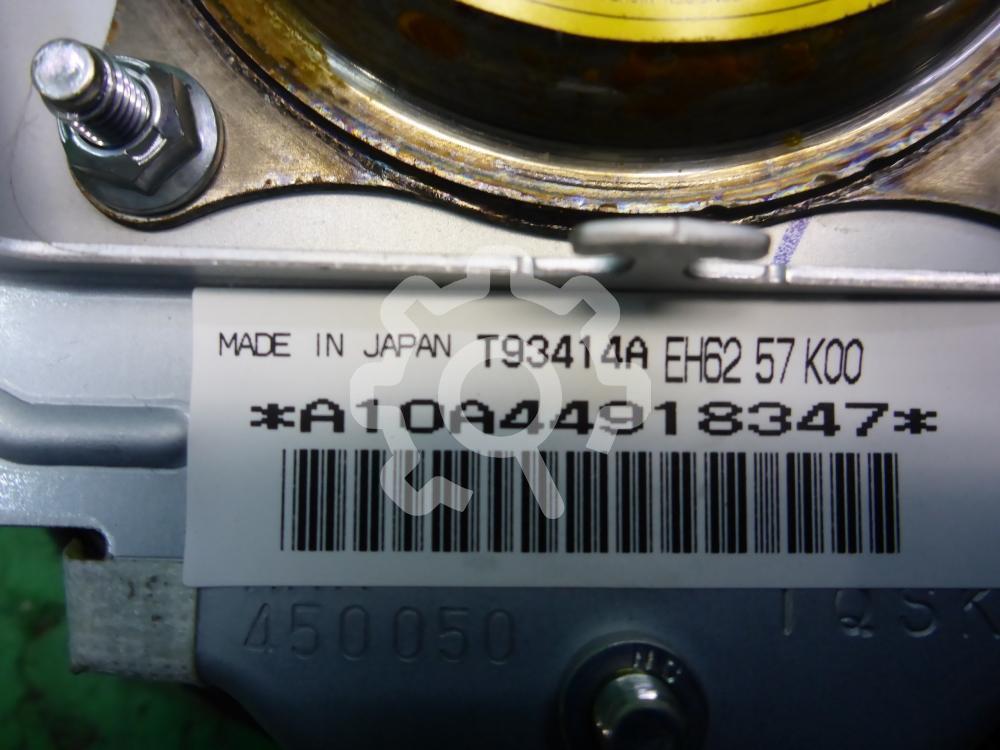 MADE IN JAPAN T93414A EH62 57 K00
*A10A44918347*
450050